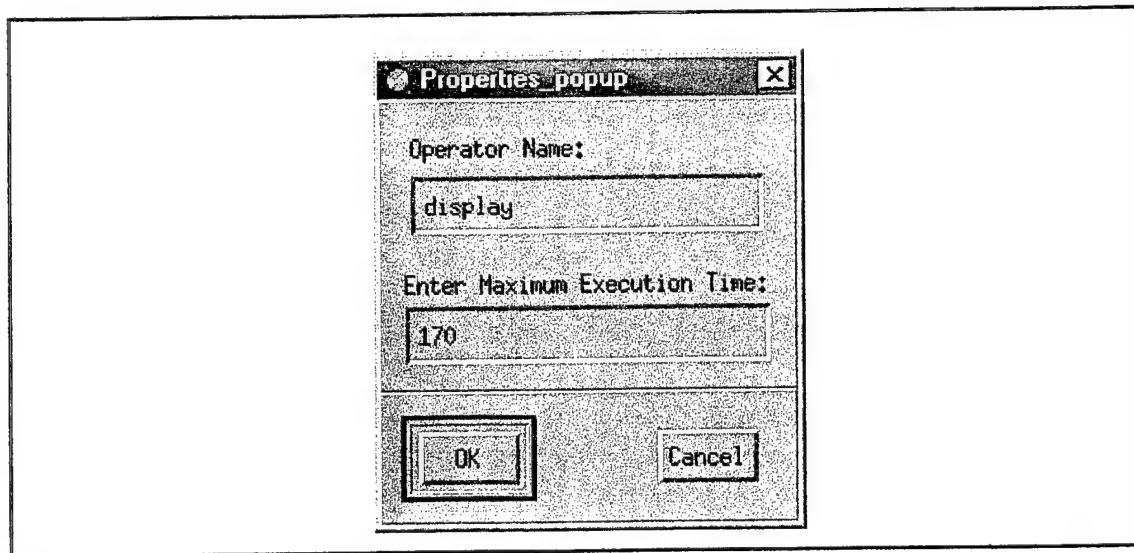 Properties_popup
Operator Name:
display
Enter Maximum Execution Time:
170
OK
Cancel